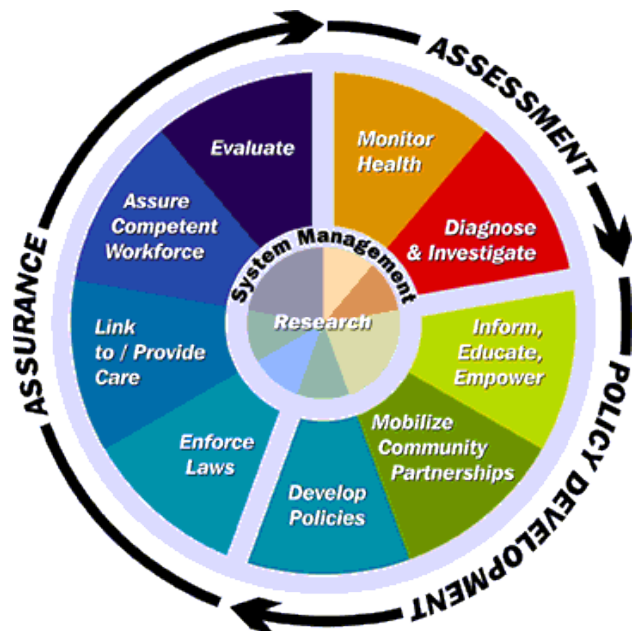 ASSESSMENT
POLICY DEVELOPMENT
ASSURANCE
Monitor
Health
Diagnose
& Investigate
Inform,
Educate,
Empower
Mobilize
Community
Partnerships
Develop
Policies
Enforce
Laws
Link
to / Provide
Care
Assure
Competent
Workforce
Evaluate
System Management
Research